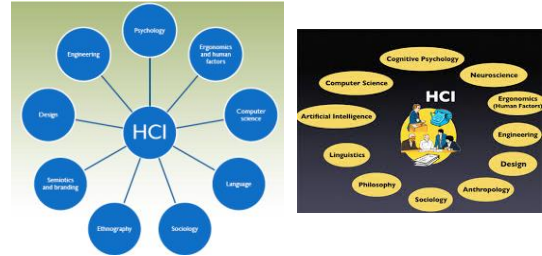 Psychology
Engineering
Ergonomics
and human
factors
Design
HCI
Computer
science
Semiotics
and branding
Language
Ethnography
Sociology
Cognitive Psychology
Computer Science
Neuroscience
HCI
Artificial Intelligence
Ergonomics
(Human Factors)
Engineering
Linguistics
Design
Philosophy
Anthropology
Sociology